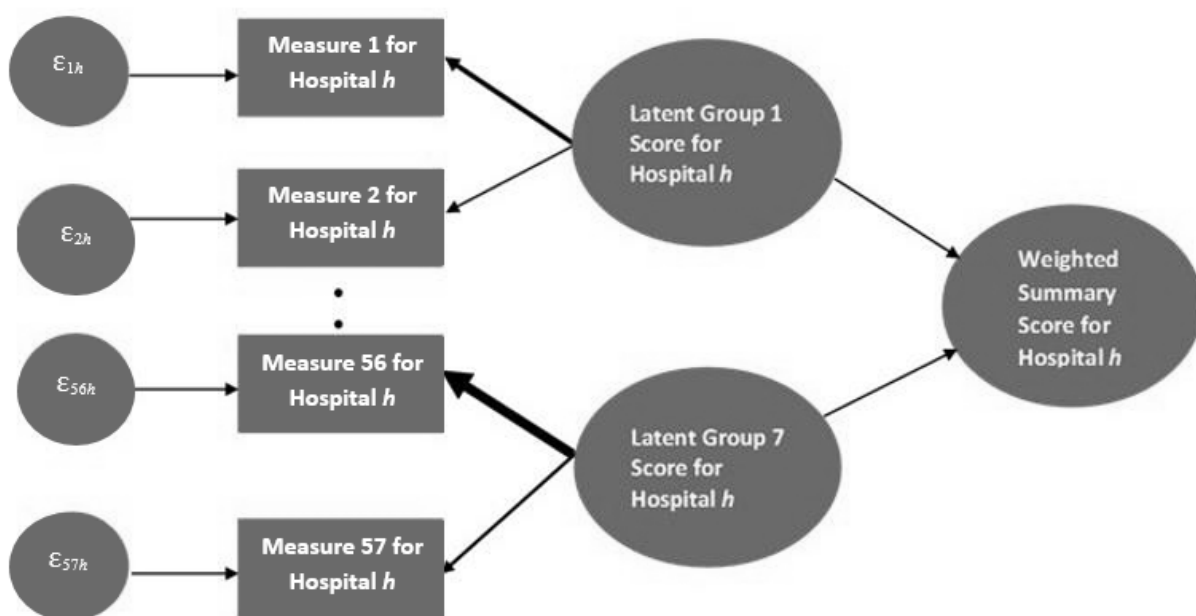 ε1h
Measure 1 for
Hospital h
Latent Group 1
Score for
Hospital h
ε2h
Measure 2 for
Hospital h
Weighted
Summary
Score for
Hospital h
ε56h
Measure 56 for
Hospital h
Latent Group 7
Score for
Hospital h
ε57h
Measure 57 for
Hospital h